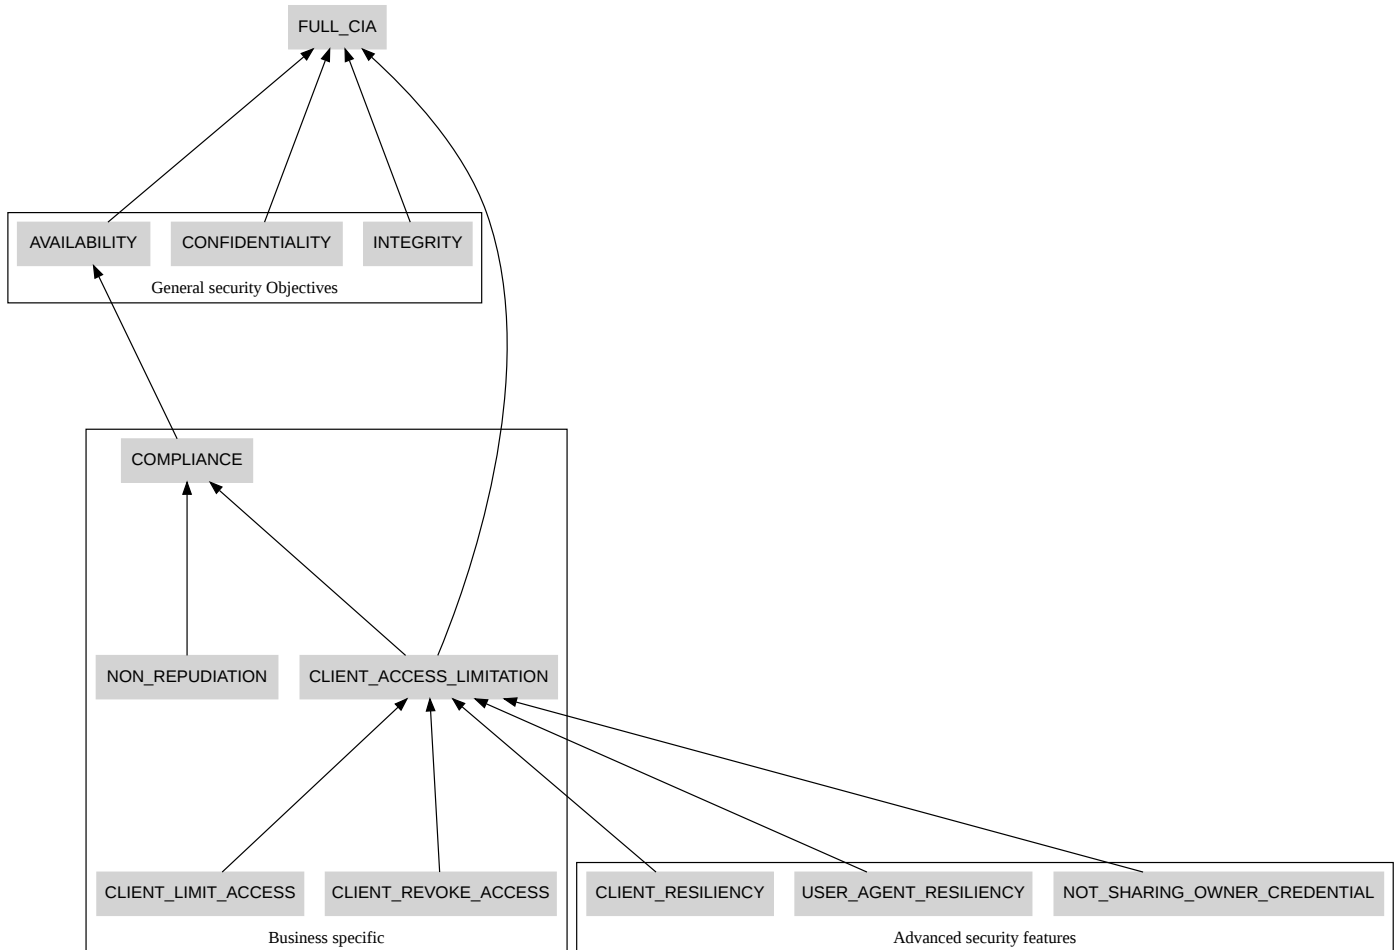 FULL_CIA
AVAILABILITY
CONFIDENTIALITY
INTEGRITY
General security Objectives
COMPLIANCE
NON_REPUDIATION
CLIENT_ACCESS_LIMITATION
CLIENT_LIMIT_ACCESS
CLIENT_REVOKE_ACCESS
CLIENT_RESILIENCY
USER_AGENT_RESILIENCY
NOT_SHARING_OWNER_CREDENTIAL
Business specific
Advanced security features